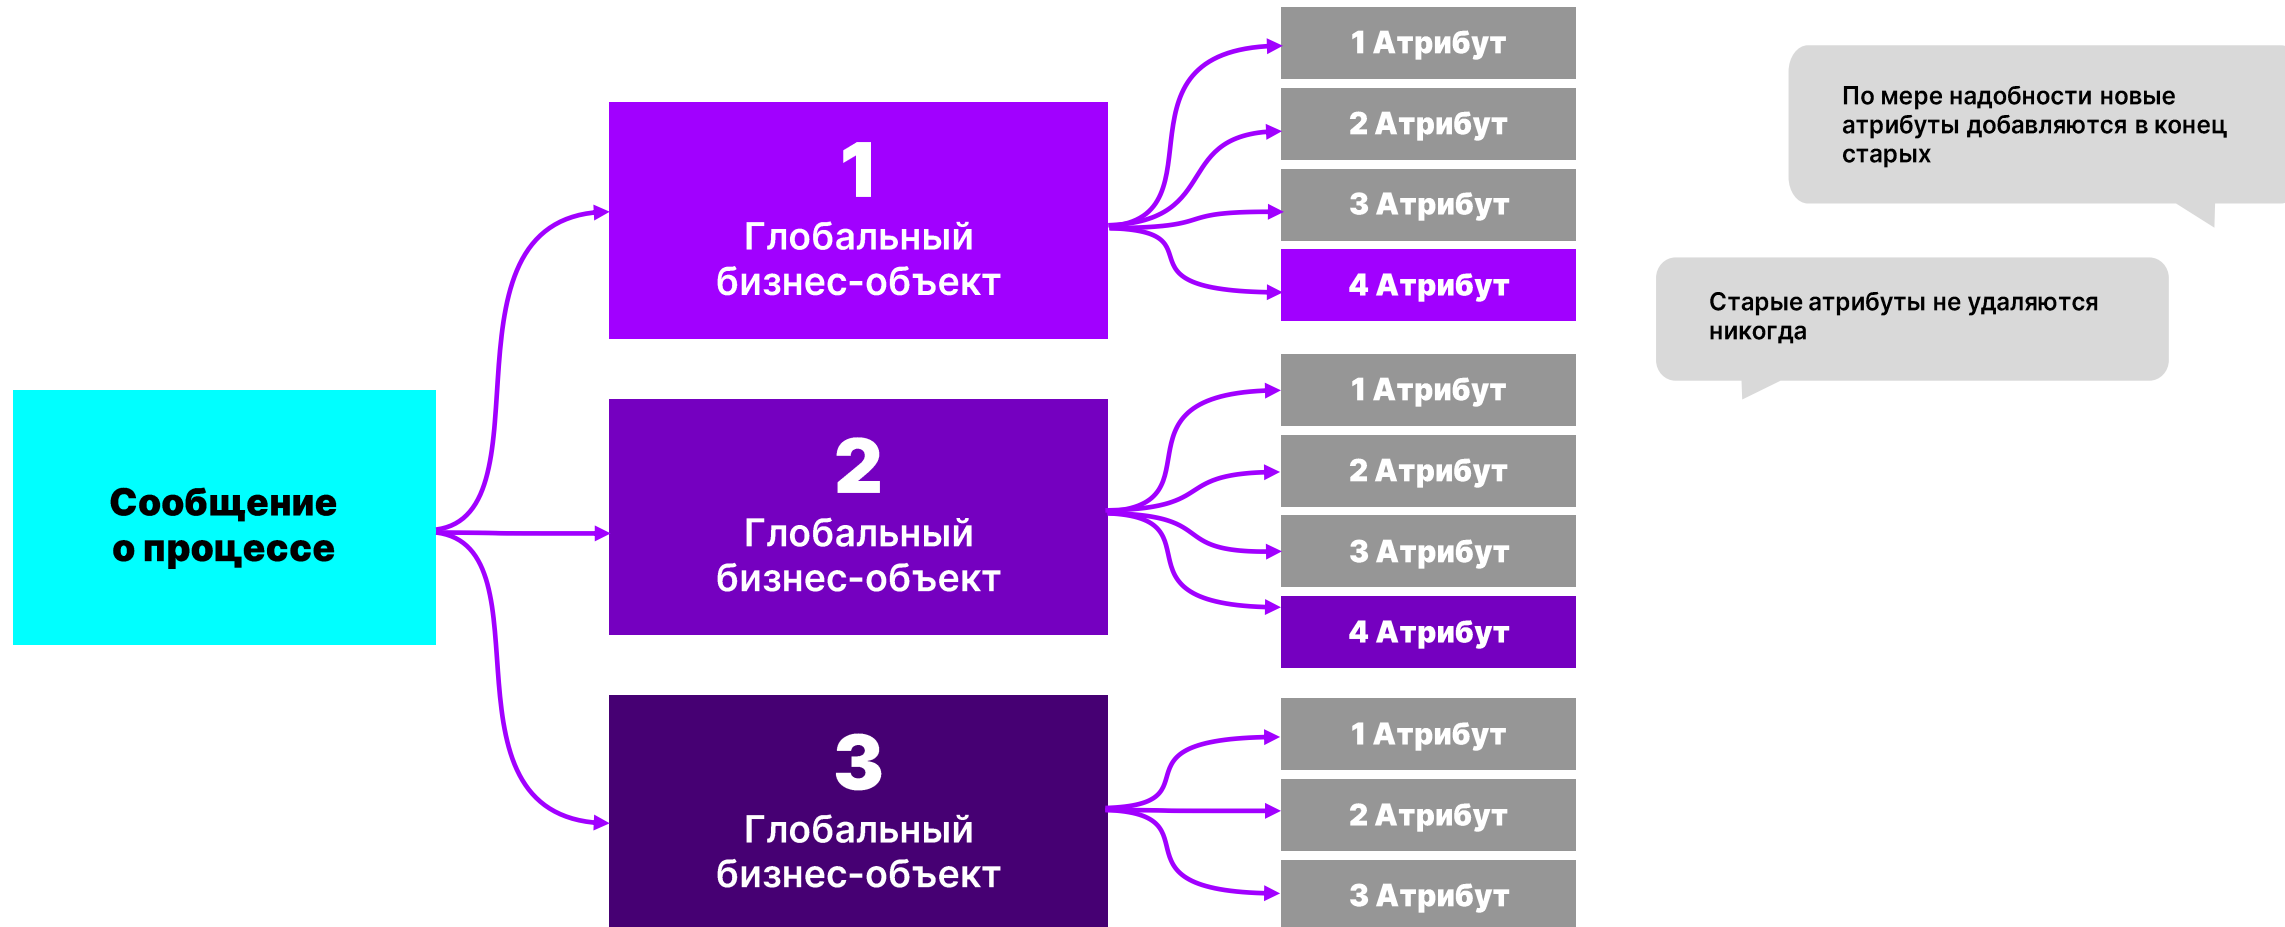 Сообщение
о процессе
1
Глобальный
бизнес-объект
1 Атрибут
2 Атрибут
3 Атрибут
4 Атрибут
2
Глобальный
бизнес-объект
1 Атрибут
2 Атрибут
3 Атрибут
4 Атрибут
3
Глобальный
бизнес-объект
1 Атрибут
2 Атрибут
3 Атрибут
По мере надобности новые
атрибуты добавляются в конец
старых
Старые атрибуты не удаляются
никогда